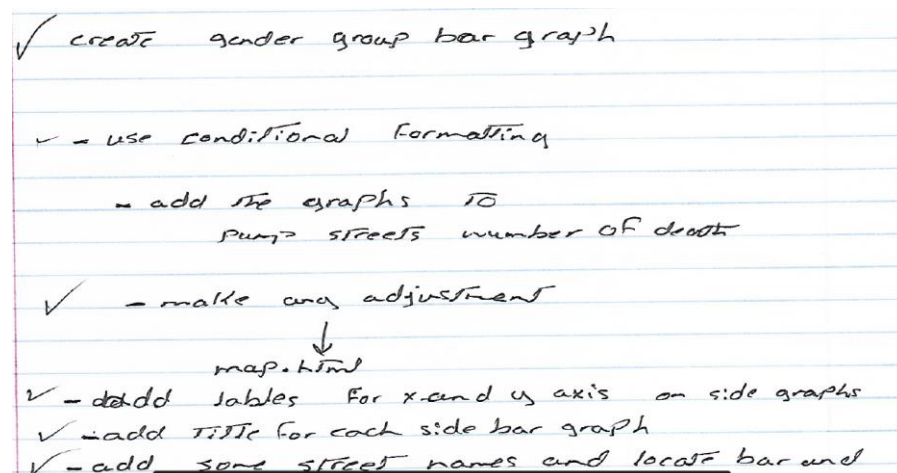 ✓ create gender group bar graph
✓ - use conditional formatting
- add the graphs to
pump streets number of death
✓ - make any adjustment
↓
map.html
✓ - add lables for x-and y axis on side graphs
✓ - add Title for each side bar graph
✓ - add some street names and locate bar and